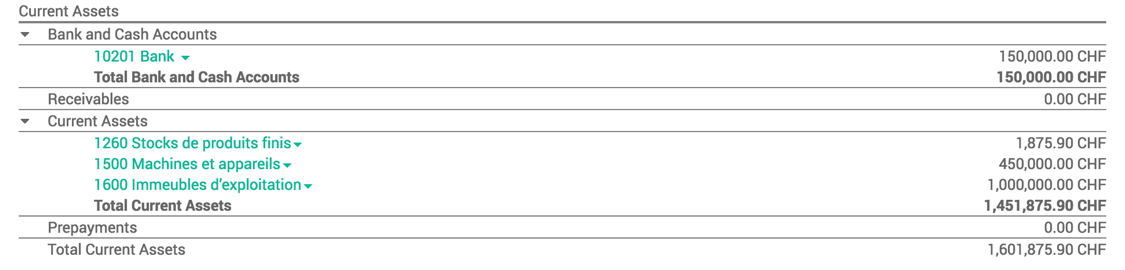 Current Assets
Bank and Cash Accounts
10201 Bank 150,000.00 CHF
Total Bank and Cash Accounts 150,000.00 CHF
Receivables 0.00 CHF
Current Assets
1260 Stocks de produits finis 1,875.90 CHF
1500 Machines et appareils 450,000.00 CHF
1600 Immeubles d'exploitation 1,000,000.00 CHF
Total Current Assets 1,451,875.90 CHF
Prepayments 0.00 CHF
Total Current Assets 1,601,875.90 CHF